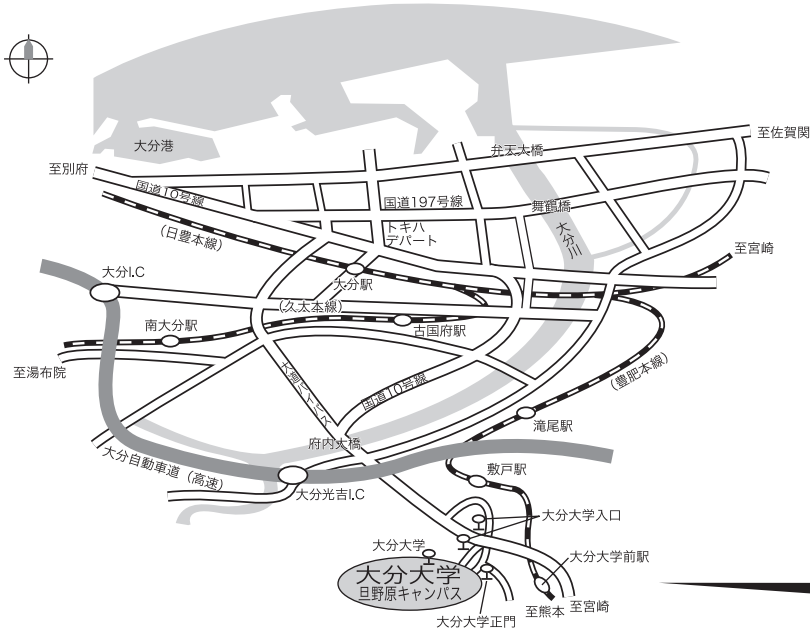 大分港
弁天大橋
至佐賀関
至別府
国道10号線
国道197号線
舞鶴橋
トキハ
デパート
大分川
(日豊本線)
至宮崎
大分I.C
大分駅
(久大本線)
南大分駅
古国府駅
至湯布院
大道バイパス
国道10号線
(豊肥本線)
滝尾駅
府内大橋
大分自動車道(高速)
敷戸駅
大分光吉I.C
大分大学入口
大分大学
大分大学前駅
大分大学
旦野原キャンパス
至熊本
至宮崎
大分大学正門